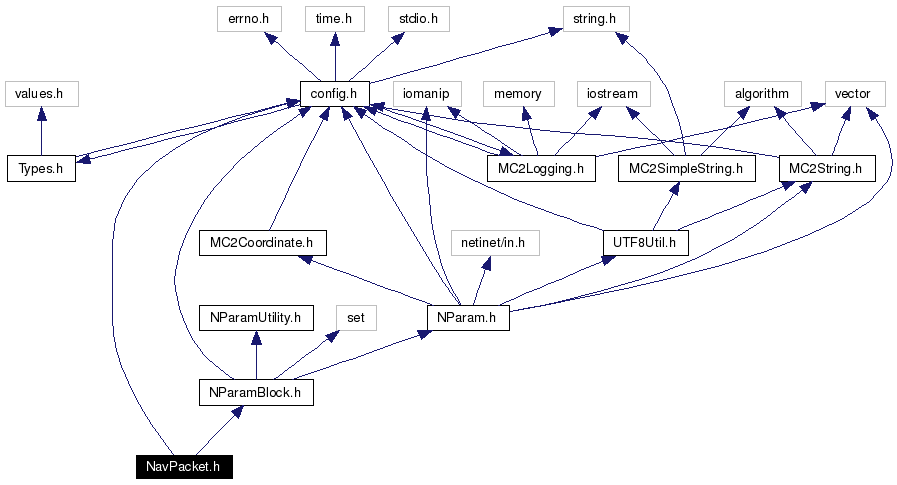 errno.h
time.h
stdio.h
string.h
values.h
config.h
iomanip
memory
iostream
algorithm
vector
Types.h
MC2Logging.h
MC2SimpleString.h
MC2String.h
MC2Coordinate.h
netinet/in.h
UTF8Util.h
NParamUtility.h
set
NParam.h
NParamBlock.h
NavPacket.h